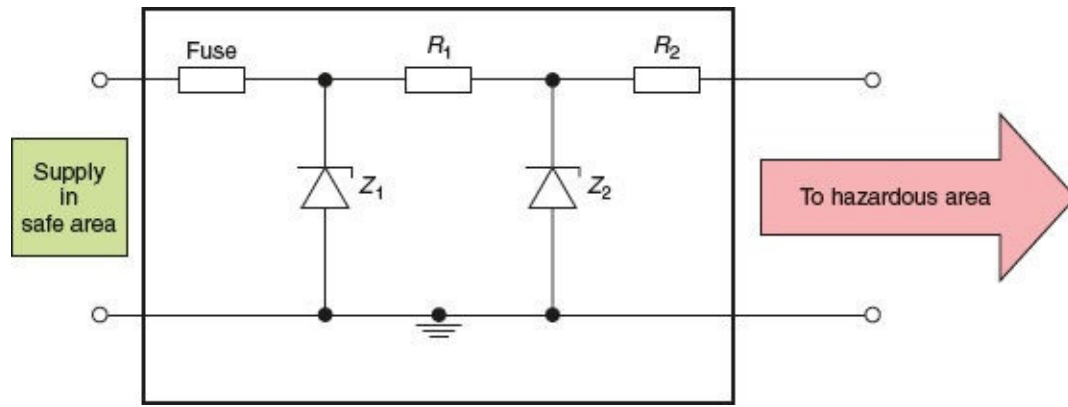 Fuse
R₁
R₂
Supply
in
safe area
Z₁
Z₂
To hazardous area